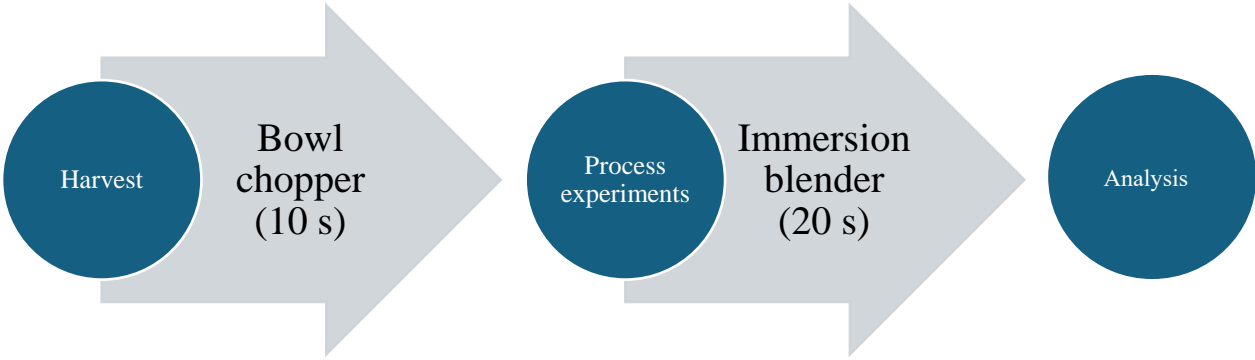 Harvest
Bowl
chopper
(10 s)
Process
experiments
Immersion
blender
(20 s)
Analysis